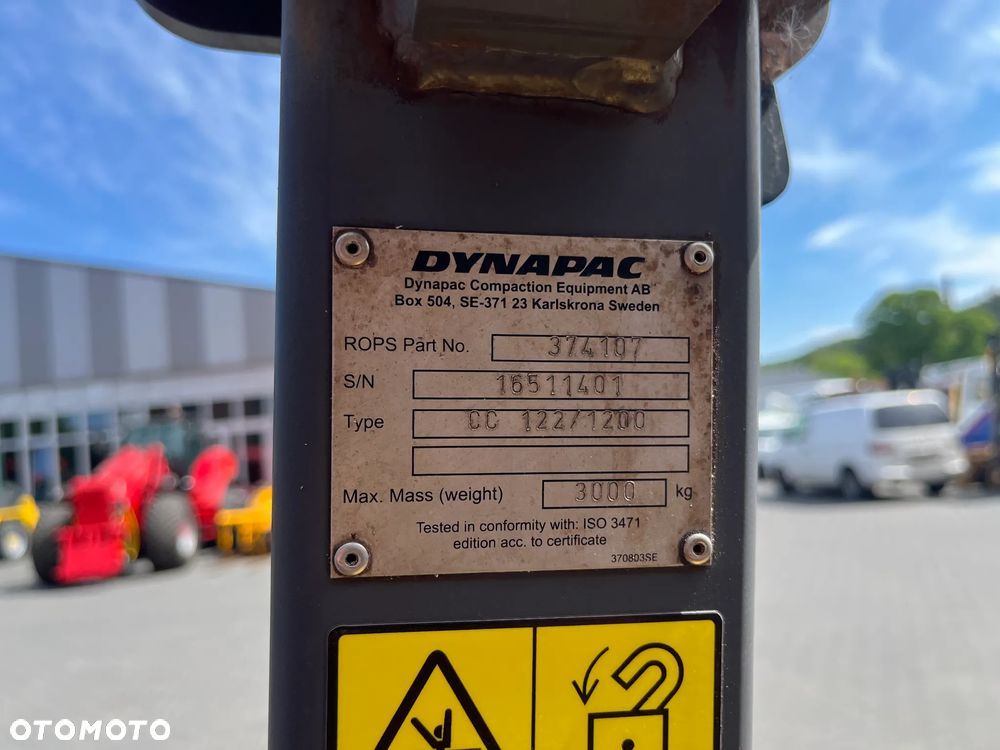 DYNAPAC
Dynapac Compaction Equipment AB
Box 504, SE-371 23 Karlskrona Sweden
ROPS Part No. 374107
S/N 16511401
Type CC 122/1200
Max. Mass (weight) 3000 kg
Tested in conformity with: ISO 3471
edition acc. to certificate
370803SE
OTOMOTO